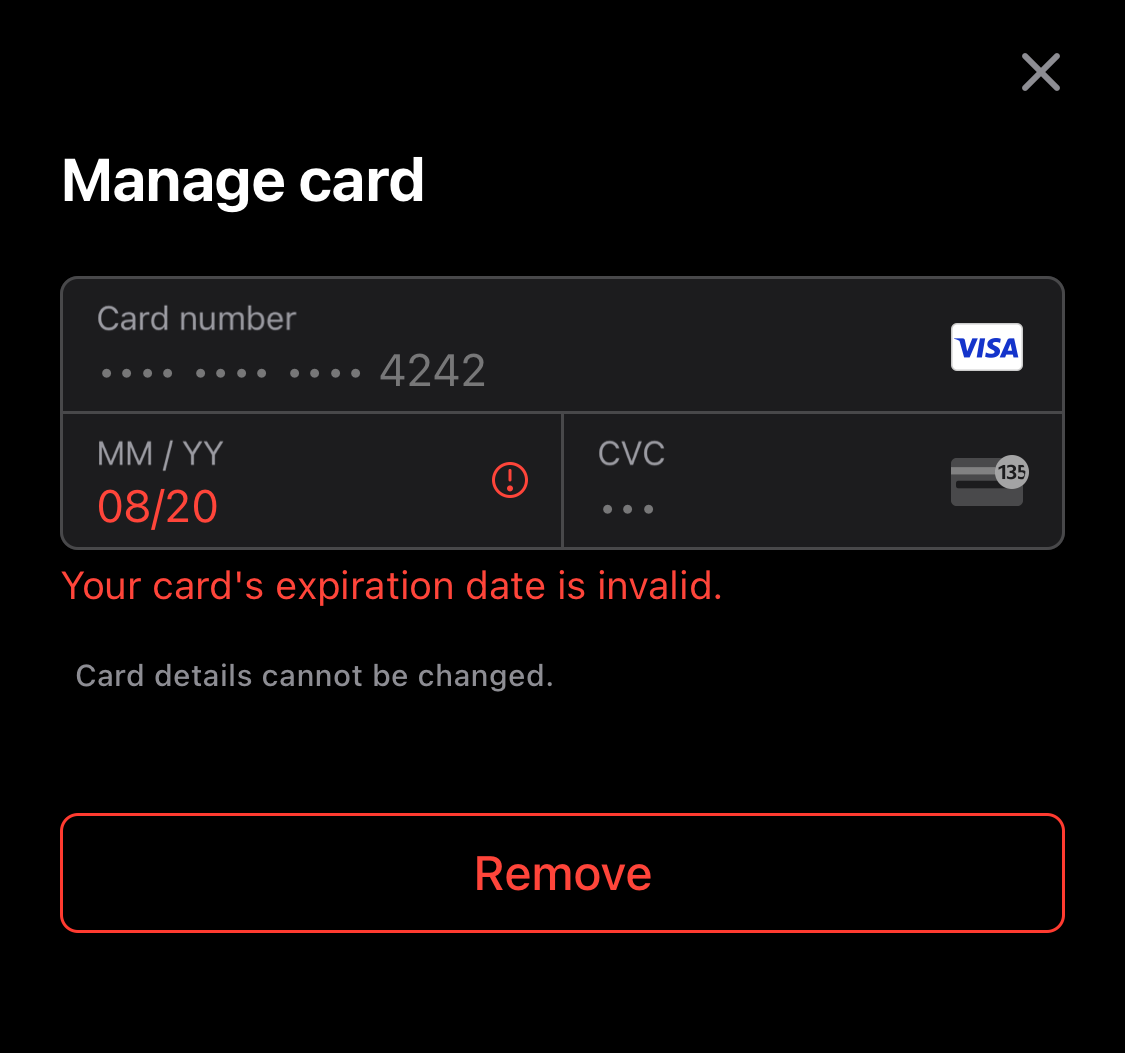 Manage card
Card number
•••• •••• •••• 4242
VISA
MM / YY
08/20
CVC
•••
135
Your card's expiration date is invalid.
Card details cannot be changed.
Remove